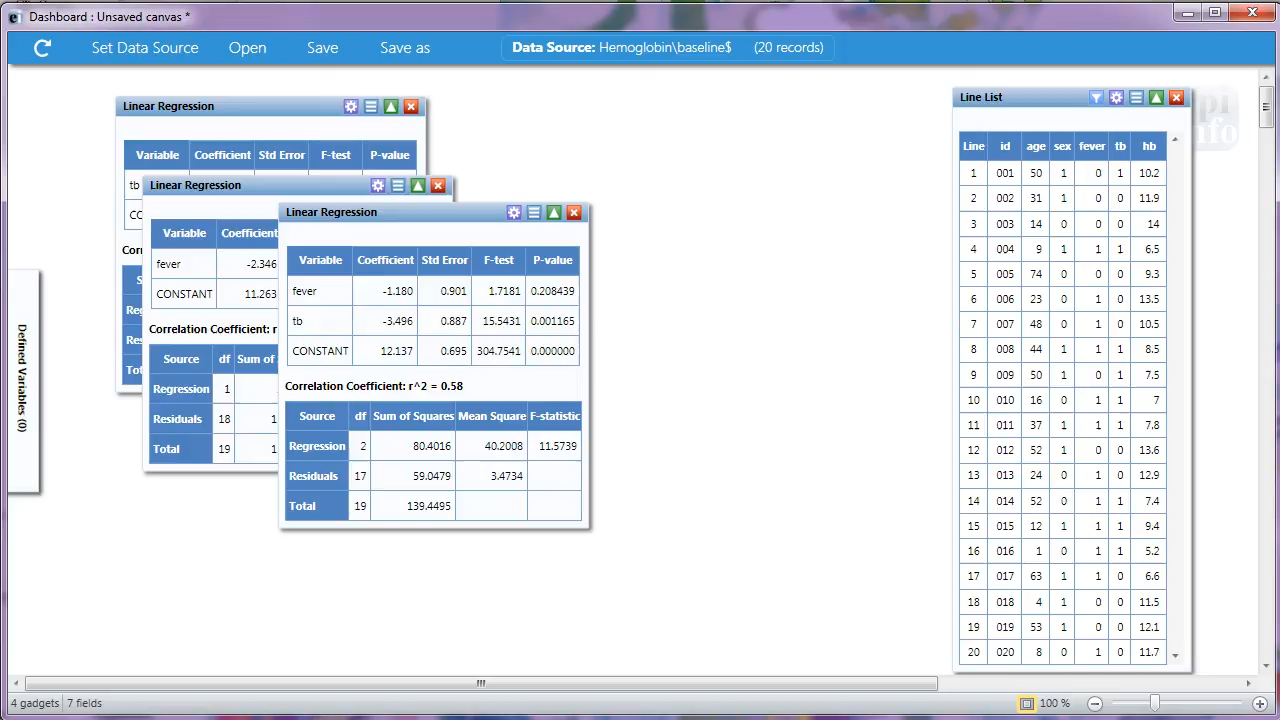 Dashboard : Unsaved canvas *
Set Data Source Open Save Save as Data Source: Hemoglobin\baseline$ (20 records)
Linear Regression
Variable Coefficient Std Error F-test P-value
tb
Linear Regression
Variable Coefficient
fever -2.346
CONSTANT 11.263
Correlation Coefficient: r
Source df Sum of
Regression 1
Residuals 18 1
Total 19 1
Linear Regression
Variable Coefficient Std Error F-test P-value
fever -1.180 0.901 1.7181 0.208439
tb -3.496 0.887 15.5431 0.001165
CONSTANT 12.137 0.695 304.7541 0.000000
Correlation Coefficient: r^2 = 0.58
Source df Sum of Squares Mean Square F-statistic
Regression 2 80.4016 40.2008 11.5739
Residuals 17 59.0479 3.4734
Total 19 139.4495
Line List
Line id age sex fever tb hb
1 001 50 1 0 1 10.2
2 002 31 1 0 0 11.9
3 003 14 0 0 0 14
4 004 9 1 1 1 6.5
5 005 74 0 0 0 9.3
6 006 23 0 1 0 13.5
7 007 48 0 1 0 10.5
8 008 44 1 1 1 8.5
9 009 50 1 0 1 7.5
10 010 16 0 1 1 7
11 011 37 1 1 1 7.8
12 012 52 1 0 0 13.6
13 013 24 0 1 0 12.9
14 014 52 0 1 1 7.4
15 015 12 1 1 1 9.4
16 016 1 0 1 1 5.2
17 017 63 1 1 0 6.6
18 018 4 1 0 0 11.5
19 019 53 1 0 0 12.1
20 020 8 0 1 0 11.7
Defined Variables (0)
4 gadgets 7 fields 100 %